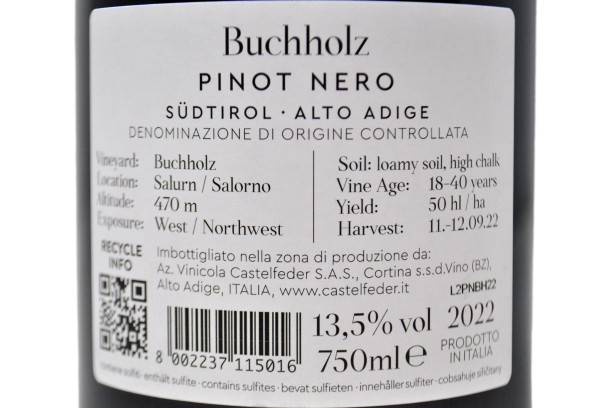 Buchholz
PINOT NERO
SÜDTIROL · ALTO ADIGE
DENOMINAZIONE DI ORIGINE CONTROLLATA
Vineyard: Buchholz
Location: Salurn / Salorno
Altitude: 470 m
Exposure: West / Northwest
Soil: loamy soil, high chalk
Vine Age: 18-40 years
Yield: 50 hl / ha
Harvest: 11.-12.09.22
RECYCLE
INFO
Imbottigliato nella zona di produzione da:
Az. Vinicola Castelfeder S.A.S., Cortina s.s.d.Vino (BZ),
Alto Adige, ITALIA, www.castelfeder.it
L2PNBH22
8 002237 115016
13,5% vol 2022
750ml e PRODOTTO
IN ITALIA
contiene solfiti · enthält sulfite · contains sulfites · bevat sulfieten · innehåller sulfiter · obsahuje siličitany